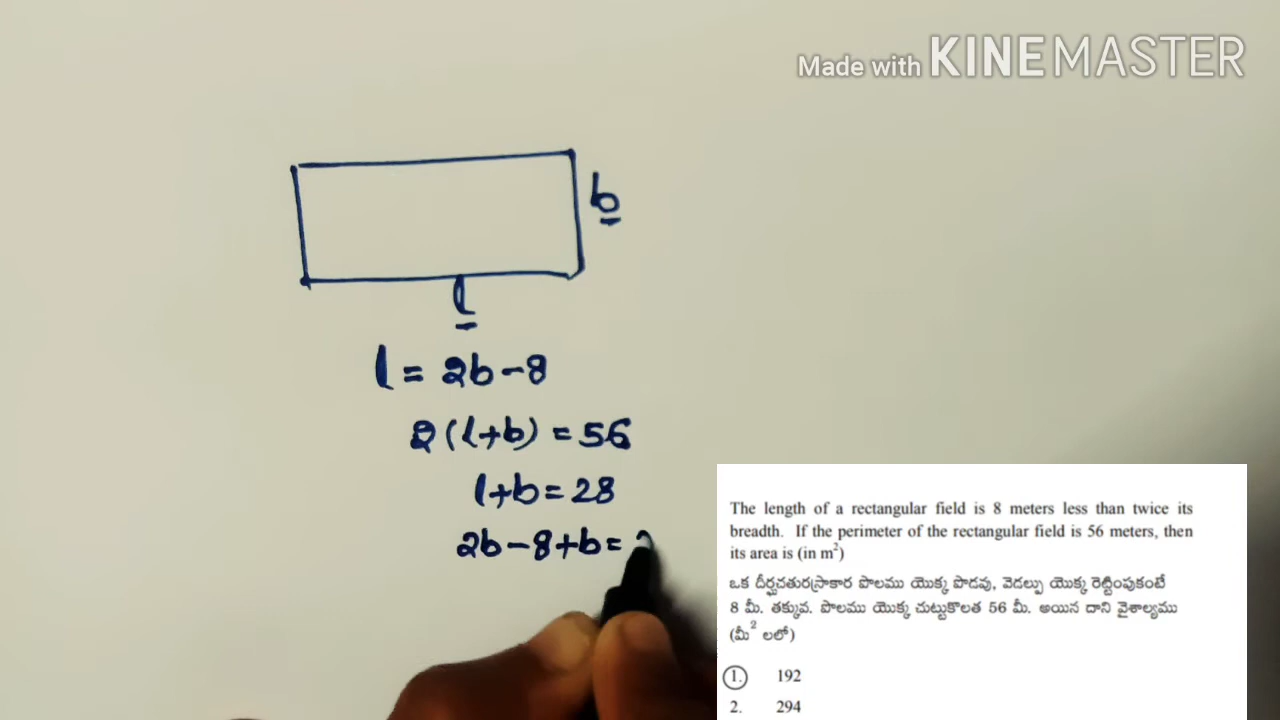 Made with KINEMASTER
b
l
l = 2b - 8
2 (l+b) = 56
l+b = 28
2b - 8 + b =
The length of a rectangular field is 8 meters less than twice its
breadth. If the perimeter of the rectangular field is 56 meters, then
its area is (in m²)
ఒక దీర్ఘచతురస్రాకార పొలము యొక్క పొడవు, వెడల్పు యొక్క రెట్టింపుకంటే
8 మీ. తక్కువ. పొలము యొక్క చుట్టుకొలత 56 మీ. అయిన దాని వైశాల్యము
(మీ² లలో)
1. 192
2. 294